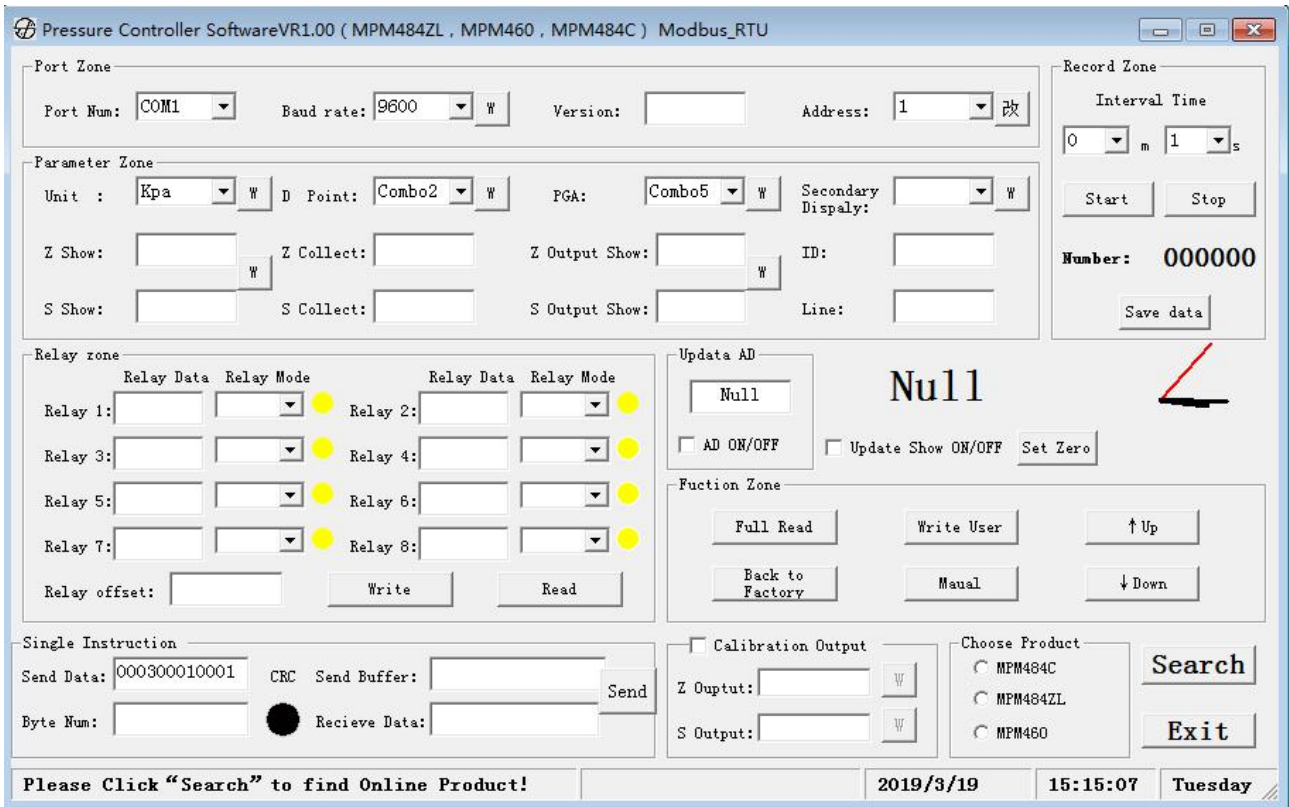 Pressure Controller SoftwareVR1.00 ( MPM484ZL , MPM460 , MPM484C ) Modbus_RTU
Port Zone
Port Num: COM1 Baud rate: 9600 W Version: Address: 1 改
Parameter Zone
Unit : Kpa W D Point: Combo2 W PGA: Combo5 W Secondary Dispaly: W
Z Show: Z Collect: Z Output Show: ID:
W W
S Show: S Collect: S Output Show: Line:
Record Zone
Interval Time
0 m 1 s
Start Stop
Number: 000000
Save data
Relay zone
Relay Data Relay Mode Relay Data Relay Mode
Relay 1: Relay 2:
Relay 3: Relay 4:
Relay 5: Relay 6:
Relay 7: Relay 8:
Relay offset: Write Read
Updata AD
Null
AD ON/OFF
Null
Update Show ON/OFF Set Zero
Fuction Zone
Full Read Write User ↑Up
Back to Factory Maual ↓Down
Single Instruction
Send Data: 000300010001 CRC Send Buffer:
Send
Byte Num: Recieve Data:
Calibration Output
Z Ouptut: W
S Output: W
Choose Product
MPM484C
MPM484ZL
MPM460
Search
Exit
Please Click “Search” to find Online Product! 2019/3/19 15:15:07 Tuesday